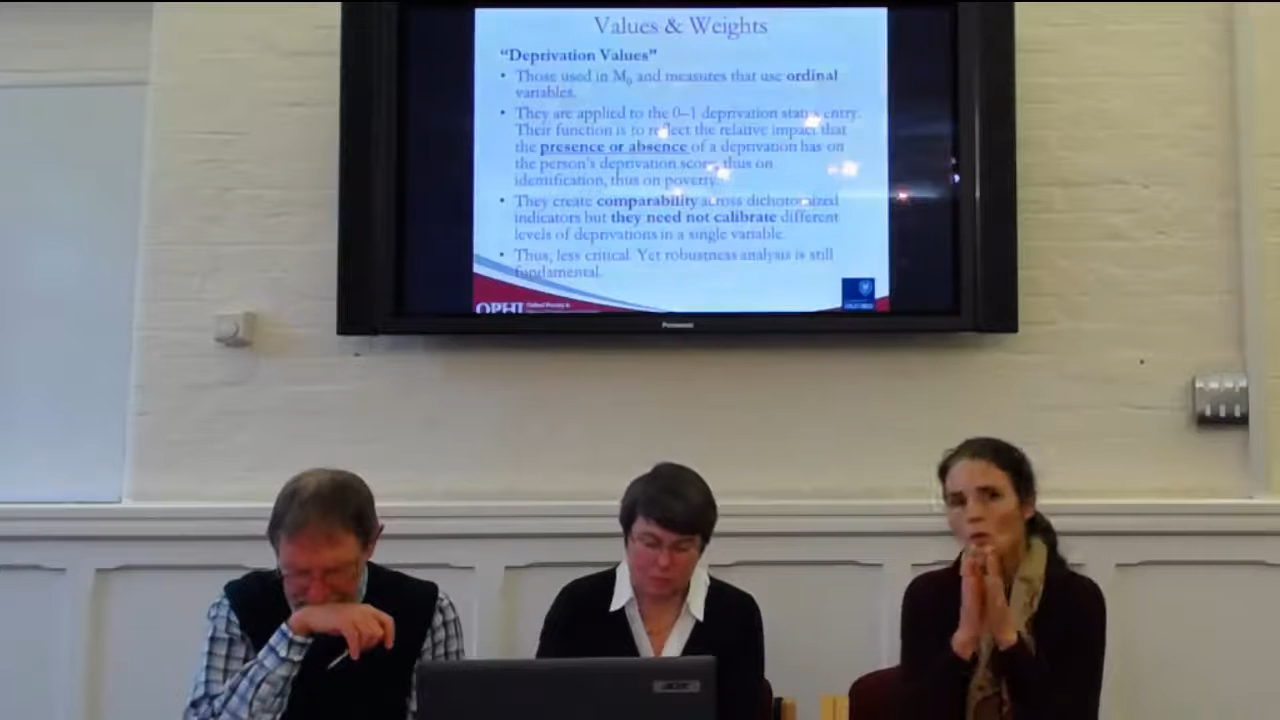 Values & Weights
“Deprivation Values”
• Those used in M0 and measures that use ordinal
variables.
• They are applied to the 0–1 deprivation status entry.
Their function is to reflect the relative impact that
the presence or absence of a deprivation has on
the person's deprivation score, thus on
identification, thus on poverty.
• They create comparability across dichotomized
indicators but they need not calibrate different
levels of deprivations in a single variable.
• Thus, less critical. Yet robustness analysis is still
fundamental.
OPHI Oxford Poverty &
Panasonic
acer